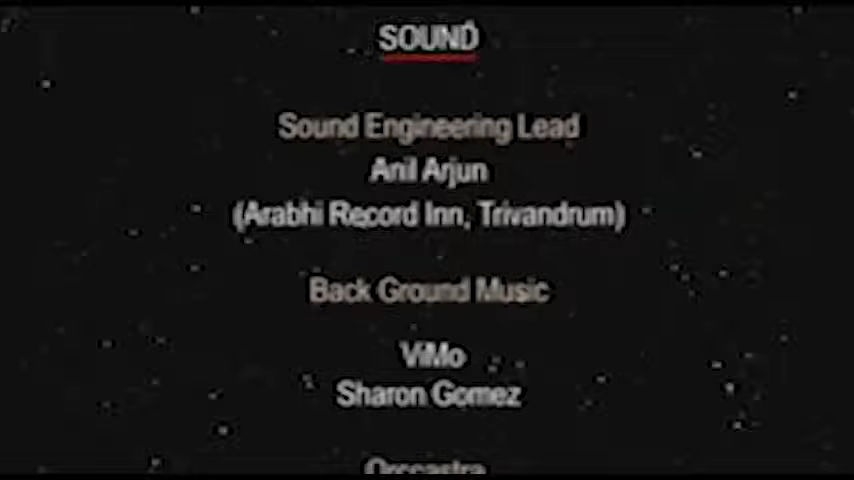 SOUND
Sound Engineering Lead
Anil Arjun
(Arabhi Record Inn, Trivandrum)
Back Ground Music
ViMo
Sharon Gomez